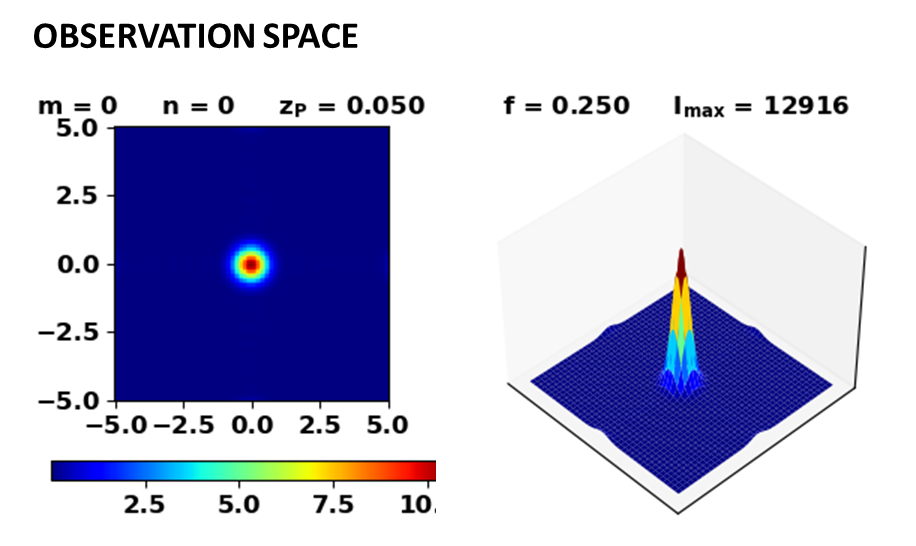 OBSERVATION SPACE
m = 0 n = 0 zP = 0.050
f = 0.250 Imax = 12916
5.0
2.5
0.0
−2.5
−5.0
−5.0 −2.5 0.0 2.5 5.0
2.5 5.0 7.5 10.